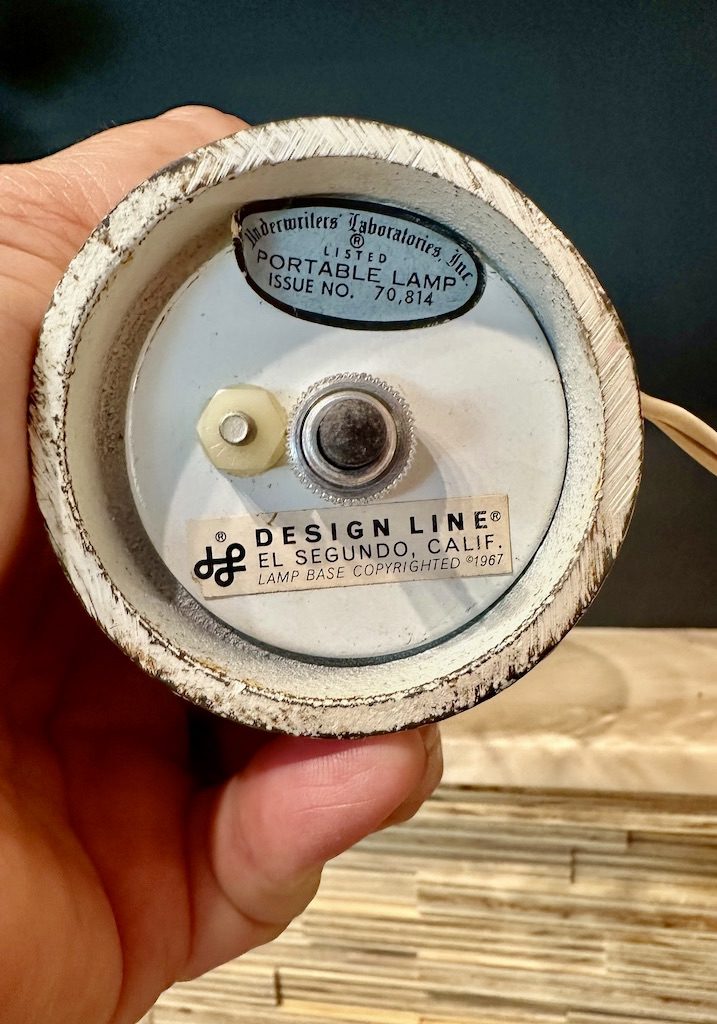 Underwriters' Laboratories, Inc.
®
LISTED
PORTABLE LAMP
ISSUE NO. 70,814
® DESIGN LINE®
EL SEGUNDO, CALIF.
LAMP BASE COPYRIGHTED ©1967